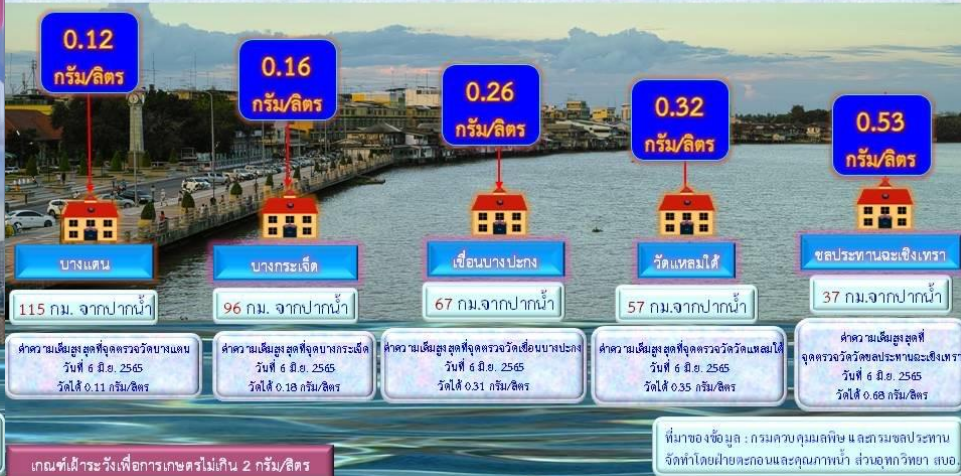 0.12
กรัม/ลิตร
0.16
กรัม/ลิตร
0.26
กรัม/ลิตร
0.32
กรัม/ลิตร
0.53
กรัม/ลิตร
บางแตน
บางกระเจ็ด
เขื่อนบางปะกง
วัดแหลมใต้
ชลประทานฉะเชิงเทรา
115 กม. จากปากน้ำ
96 กม. จากปากน้ำ
67 กม.จากปากน้ำ
57 กม.จากปากน้ำ
37 กม.จากปากน้ำ
ค่าความเค็มสูงสุดที่จุดตรวจวัดบางแตน
วันที่ 6 มิ.ย. 2565
วัดได้ 0.11 กรัม/ลิตร
ค่าความเค็มสูงสุดที่จุดบางกระเจ็ด
วันที่ 6 มิ.ย. 2565
วัดได้ 0.18 กรัม/ลิตร
ค่าความเค็มสูงสุดที่จุดตรวจวัดเขื่อนบางปะกง
วันที่ 6 มิ.ย. 2565
วัดได้ 0.31 กรัม/ลิตร
ค่าความเค็มสูงสุดที่จุดตรวจวัดวัดแหลมใต้
วันที่ 6 มิ.ย. 2565
วัดได้ 0.35 กรัม/ลิตร
ค่าความเค็มสูงสุดที่
จุดตรวจวัดวัดชลประทานฉะเชิงเทรา
วันที่ 6 มิ.ย. 2565
วัดได้ 0.68 กรัม/ลิตร
เกณฑ์เฝ้าระวังเพื่อการเกษตรไม่เกิน 2 กรัม/ลิตร
ที่มาของข้อมูล : กรมควบคุมมลพิษ และกรมชลประทาน
จัดทำโดยฝ่ายตะกอนและคุณภาพน้ำ ส่วนอุทกวิทยา สบอ.